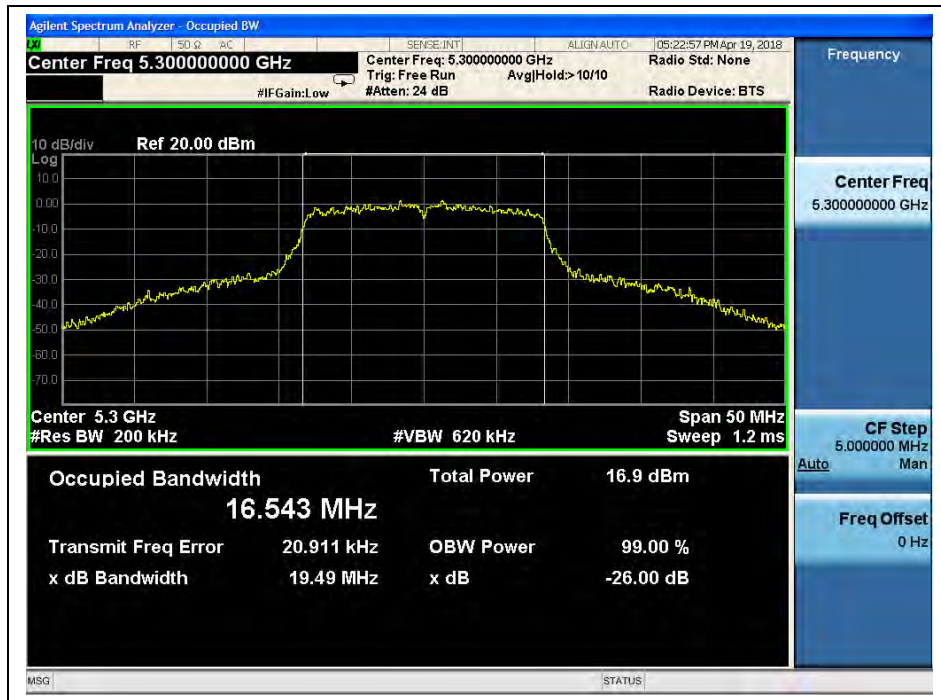 Agilent Spectrum Analyzer - Occupied BW
LXI RF 50 Ω AC SENSE:INT ALIGN AUTO 05:22:57 PM Apr 19, 2018
Center Freq 5.300000000 GHz
Center Freq: 5.300000000 GHz
Radio Std: None
Trig: Free Run Avg|Hold:>10/10
#IFGain:Low
#Atten: 24 dB
Radio Device: BTS
10 dB/div Ref 20.00 dBm
Log
10.0
0.00
-10.0
-20.0
-30.0
-40.0
-50.0
-60.0
-70.0
Center 5.3 GHz Span 50 MHz
#Res BW 200 kHz #VBW 620 kHz Sweep 1.2 ms
Occupied Bandwidth
16.543 MHz
Total Power 16.9 dBm
Transmit Freq Error 20.911 kHz OBW Power 99.00 %
x dB Bandwidth 19.49 MHz x dB -26.00 dB
MSG STATUS
Frequency
Center Freq
5.300000000 GHz
CF Step
5.000000 MHz
Auto Man
Freq Offset
0 Hz